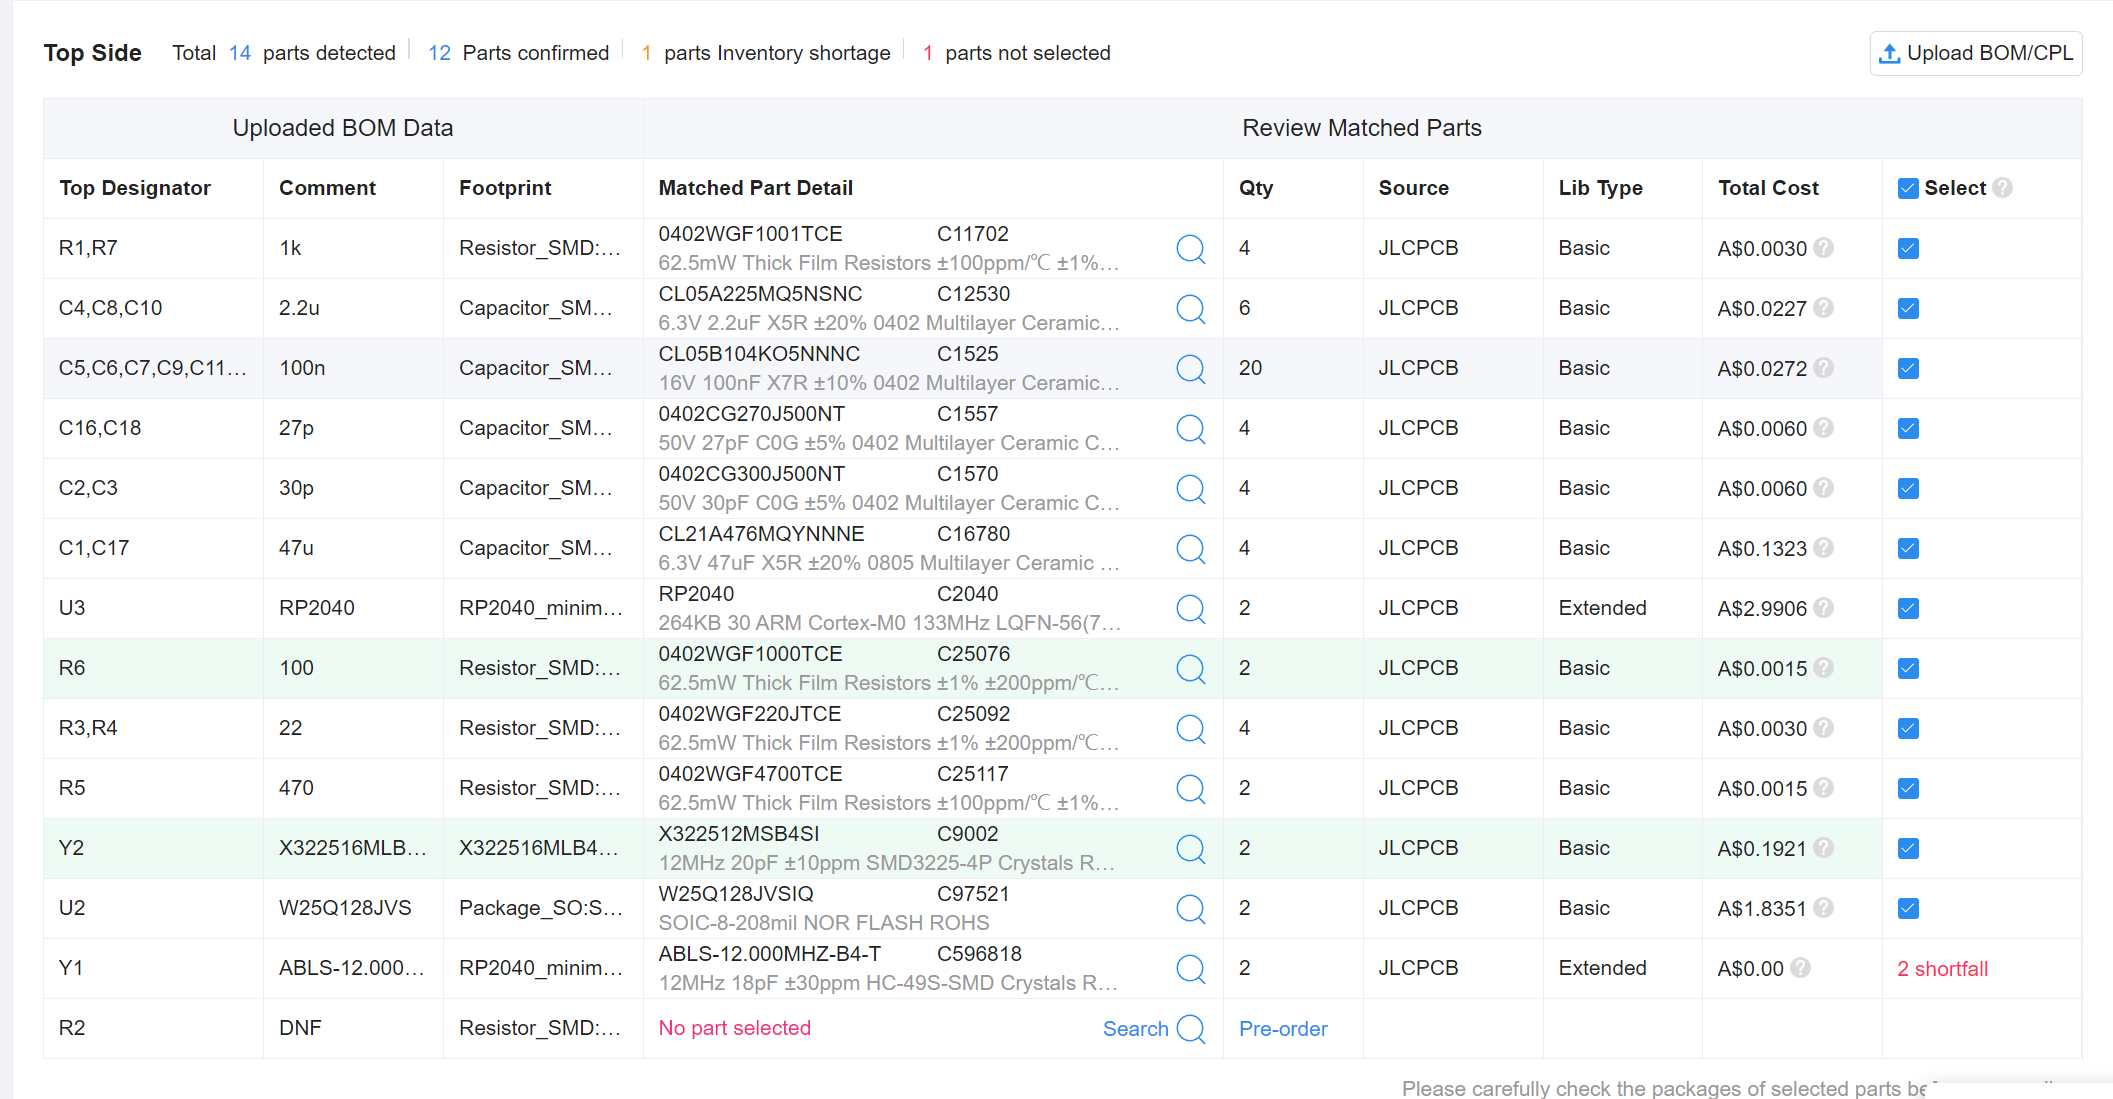 Top Side Total 14 parts detected 12 Parts confirmed 1 parts Inventory shortage 1 parts not selected Upload BOM/CPL
Uploaded BOM Data Review Matched Parts
Top Designator Comment Footprint Matched Part Detail Qty Source Lib Type Total Cost Select
R1,R7 1k Resistor_SMD:... 0402WGF1001TCE C11702 4 JLCPCB Basic A$0.0030
62.5mW Thick Film Resistors ±100ppm/℃ ±1%...
C4,C8,C10 2.2u Capacitor_SM... CL05A225MQ5NSNC C12530 6 JLCPCB Basic A$0.0227
6.3V 2.2uF X5R ±20% 0402 Multilayer Ceramic...
C5,C6,C7,C9,C11... 100n Capacitor_SM... CL05B104KO5NNNC C1525 20 JLCPCB Basic A$0.0272
16V 100nF X7R ±10% 0402 Multilayer Ceramic...
C16,C18 27p Capacitor_SM... 0402CG270J500NT C1557 4 JLCPCB Basic A$0.0060
50V 27pF C0G ±5% 0402 Multilayer Ceramic C...
C2,C3 30p Capacitor_SM... 0402CG300J500NT C1570 4 JLCPCB Basic A$0.0060
50V 30pF C0G ±5% 0402 Multilayer Ceramic C...
C1,C17 47u Capacitor_SM... CL21A476MQYNNNE C16780 4 JLCPCB Basic A$0.1323
6.3V 47uF X5R ±20% 0805 Multilayer Ceramic ...
U3 RP2040 RP2040_minim... RP2040 C2040 2 JLCPCB Extended A$2.9906
264KB 30 ARM Cortex-M0 133MHz LQFN-56(7...
R6 100 Resistor_SMD:... 0402WGF1000TCE C25076 2 JLCPCB Basic A$0.0015
62.5mW Thick Film Resistors ±1% ±200ppm/℃...
R3,R4 22 Resistor_SMD:... 0402WGF220JTCE C25092 4 JLCPCB Basic A$0.0030
62.5mW Thick Film Resistors ±1% ±200ppm/℃...
R5 470 Resistor_SMD:... 0402WGF4700TCE C25117 2 JLCPCB Basic A$0.0015
62.5mW Thick Film Resistors ±100ppm/℃ ±1%...
Y2 X322516MLB... X322516MLB4... X322512MSB4SI C9002 2 JLCPCB Basic A$0.1921
12MHz 20pF ±10ppm SMD3225-4P Crystals R...
U2 W25Q128JVS Package_SO:S... W25Q128JVSIQ C97521 2 JLCPCB Basic A$1.8351
SOIC-8-208mil NOR FLASH ROHS
Y1 ABLS-12.000... RP2040_minim... ABLS-12.000MHZ-B4-T C596818 2 JLCPCB Extended A$0.00 2 shortfall
12MHz 18pF ±30ppm HC-49S-SMD Crystals R...
R2 DNF Resistor_SMD:... No part selected Search Pre-order
Please carefully check the packages of selected parts